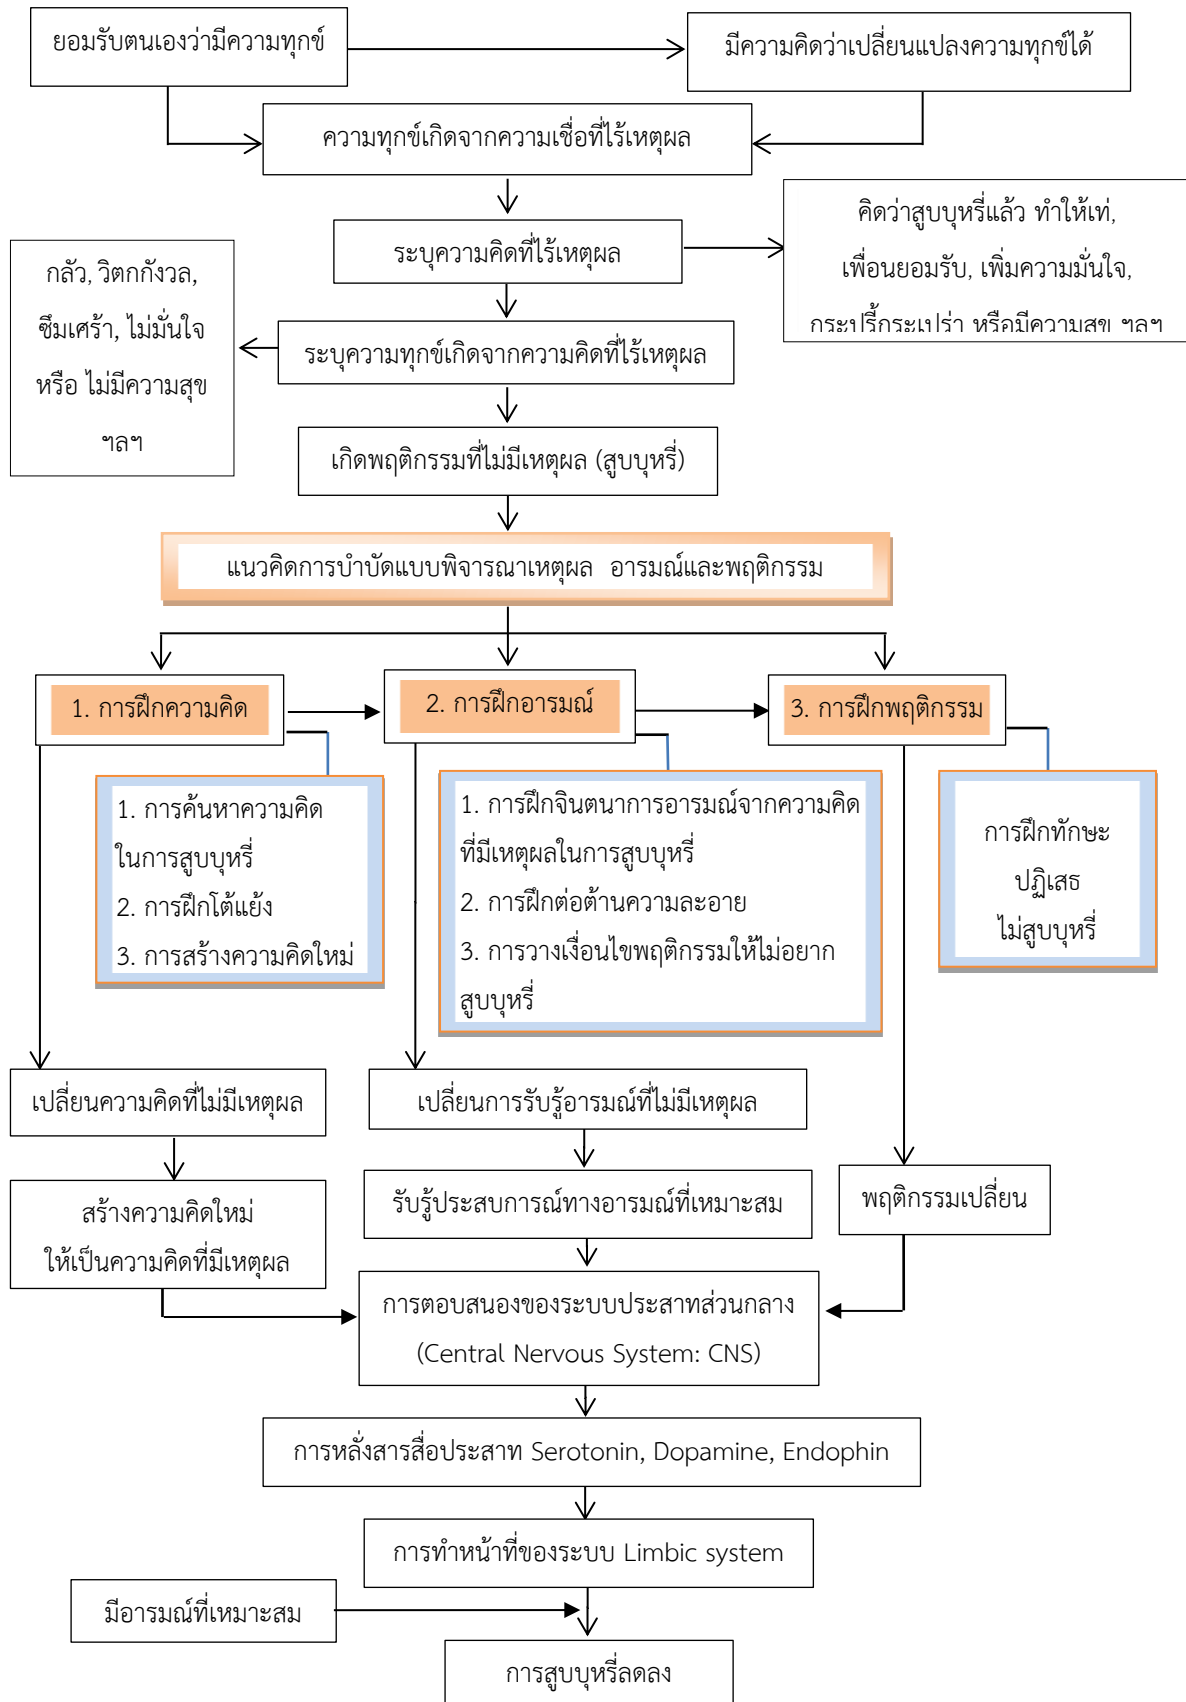 ยอมรับตนเองว่ามีความทุกข์
มีความคิดว่าเปลี่ยนแปลงความทุกข์ได้
ความทุกข์เกิดจากความเชื่อที่ไร้เหตุผล
คิดว่าสูบบุหรี่แล้ว ทำให้เท่,
เพื่อนยอมรับ, เพิ่มความมั่นใจ,
กระปรี้กระเปร่า หรือมีความสุข ฯลฯ
ระบุความคิดที่ไร้เหตุผล
กลัว, วิตกกังวล,
ซึมเศร้า, ไม่มั่นใจ
หรือ ไม่มีความสุข
ฯลฯ
ระบุความทุกข์เกิดจากความคิดที่ไร้เหตุผล
เกิดพฤติกรรมที่ไม่มีเหตุผล (สูบบุหรี่)
แนวคิดการบำบัดแบบพิจารณาเหตุผล อารมณ์และพฤติกรรม
1. การฝึกความคิด
2. การฝึกอารมณ์
3. การฝึกพฤติกรรม
1. การค้นหาความคิด
ในการสูบบุหรี่
2. การฝึกโต้แย้ง
3. การสร้างความคิดใหม่
1. การฝึกจินตนาการอารมณ์จากความคิด
ที่มีเหตุผลในการสูบบุหรี่
2. การฝึกต่อต้านความละอาย
3. การวางเงื่อนไขพฤติกรรมให้ไม่อยาก
สูบบุหรี่
การฝึกทักษะ
ปฏิเสธ
ไม่สูบบุหรี่
เปลี่ยนความคิดที่ไม่มีเหตุผล
เปลี่ยนการรับรู้อารมณ์ที่ไม่มีเหตุผล
สร้างความคิดใหม่
ให้เป็นความคิดที่มีเหตุผล
รับรู้ประสบการณ์ทางอารมณ์ที่เหมาะสม
พฤติกรรมเปลี่ยน
การตอบสนองของระบบประสาทส่วนกลาง
(Central Nervous System: CNS)
การหลั่งสารสื่อประสาท Serotonin, Dopamine, Endophin
การทำหน้าที่ของระบบ Limbic system
มีอารมณ์ที่เหมาะสม
การสูบบุหรี่ลดลง